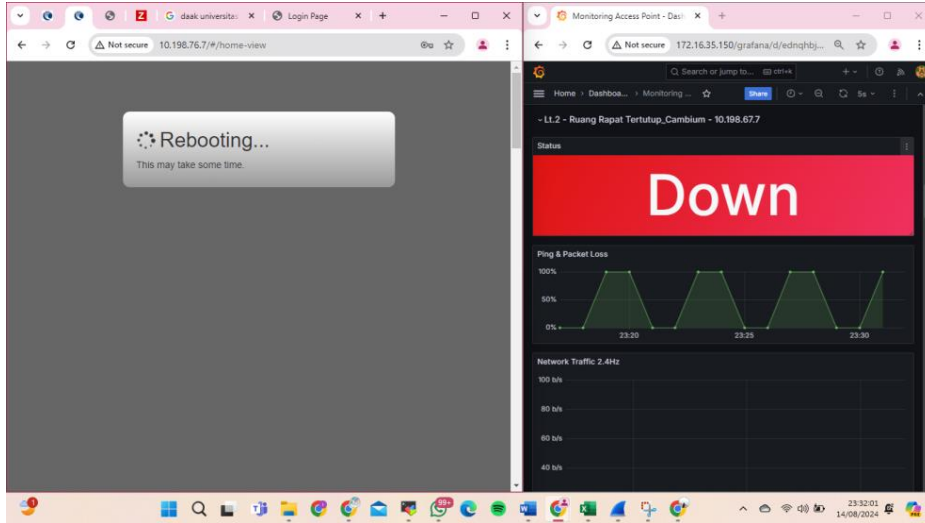 Z
G daak universitas
Login Page
Not secure 10.198.76.7/#/home-view
Rebooting...
This may take some time.
Monitoring Access Point - Dash
Not secure 172.16.35.150/grafana/d/ednqhbj...
Search or jump to... ctrl+k
Home › Dashboa... › Monitoring ... Share 5s
- Lt.2 - Ruang Rapat Tertutup_Cambium - 10.198.67.7
Status
Down
Ping & Packet Loss
100%
50%
0%
23:20 23:25 23:30
Network Traffic 2.4Hz
100 b/s
80 b/s
60 b/s
40 b/s
1
99+
23:32:01
14/08/2024